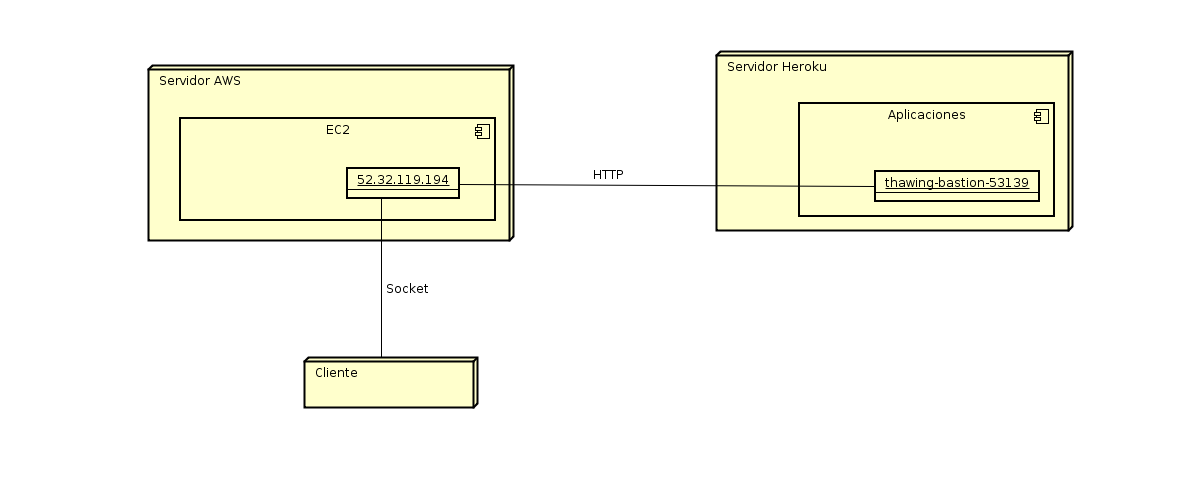 Servidor AWS
EC2
52.32.119.194
HTTP
Servidor Heroku
Aplicaciones
thawing-bastion-53139
Socket
Cliente